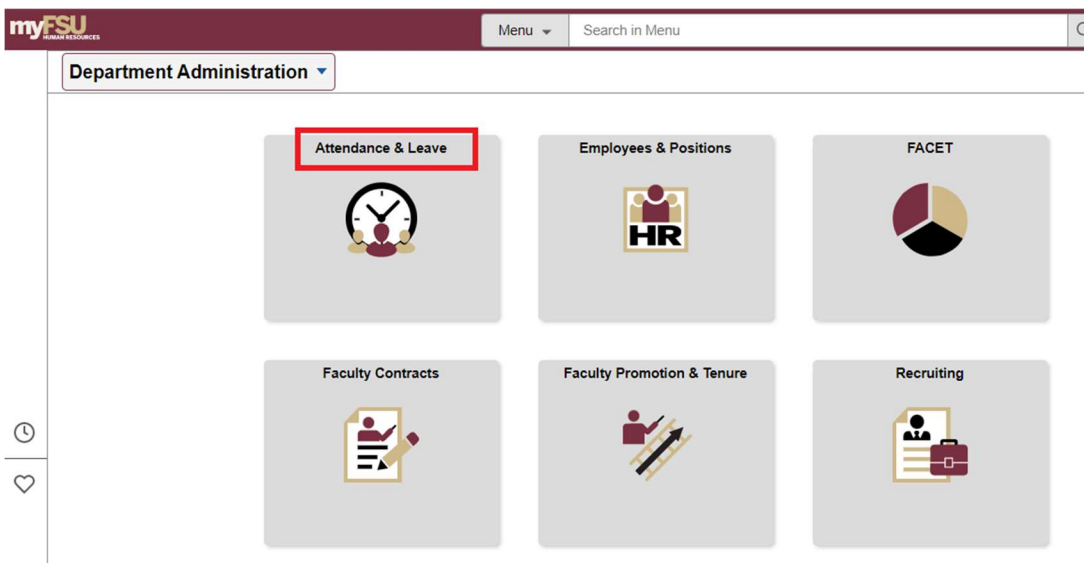 myFSU
HUMAN RESOURCES
Menu
Search in Menu
Department Administration
Attendance & Leave
Employees & Positions
FACET
HR
Faculty Contracts
Faculty Promotion & Tenure
Recruiting